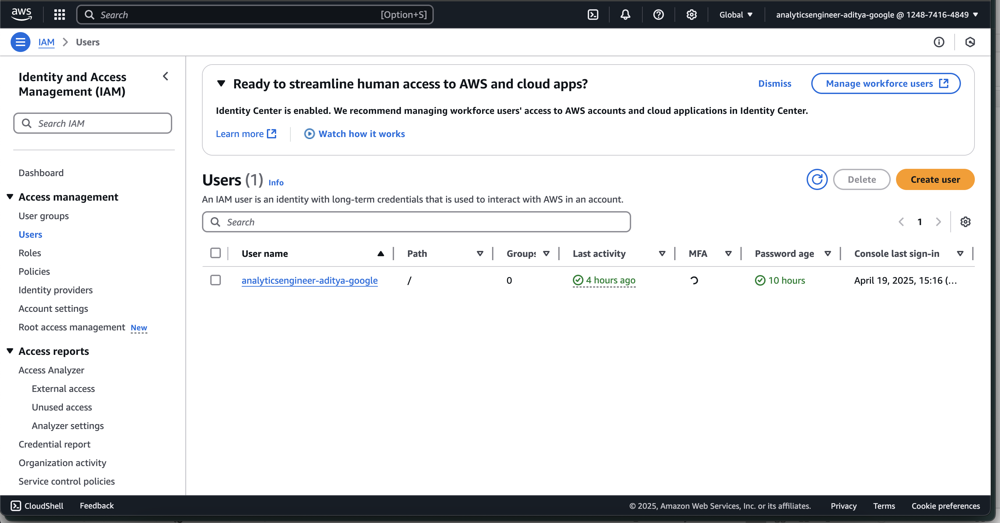 aws
Search [Option+S]
Global
analyticsengineer-aditya-google @ 1248-7416-4849
IAM > Users
Identity and Access
Management (IAM)
Search IAM
Dashboard
Access management
User groups
Users
Roles
Policies
Identity providers
Account settings
Root access management New
Access reports
Access Analyzer
External access
Unused access
Analyzer settings
Credential report
Organization activity
Service control policies
Ready to streamline human access to AWS and cloud apps?
Dismiss
Manage workforce users
Identity Center is enabled. We recommend managing workforce users' access to AWS accounts and cloud applications in Identity Center.
Learn more
Watch how it works
Users (1) Info
Delete
Create user
An IAM user is an identity with long-term credentials that is used to interact with AWS in an account.
Search
1
User name Path Groups Last activity MFA Password age Console last sign-in
analyticsengineer-aditya-google / 0 4 hours ago 10 hours April 19, 2025, 15:16 (...
CloudShell Feedback
© 2025, Amazon Web Services, Inc. or its affiliates. Privacy Terms Cookie preferences